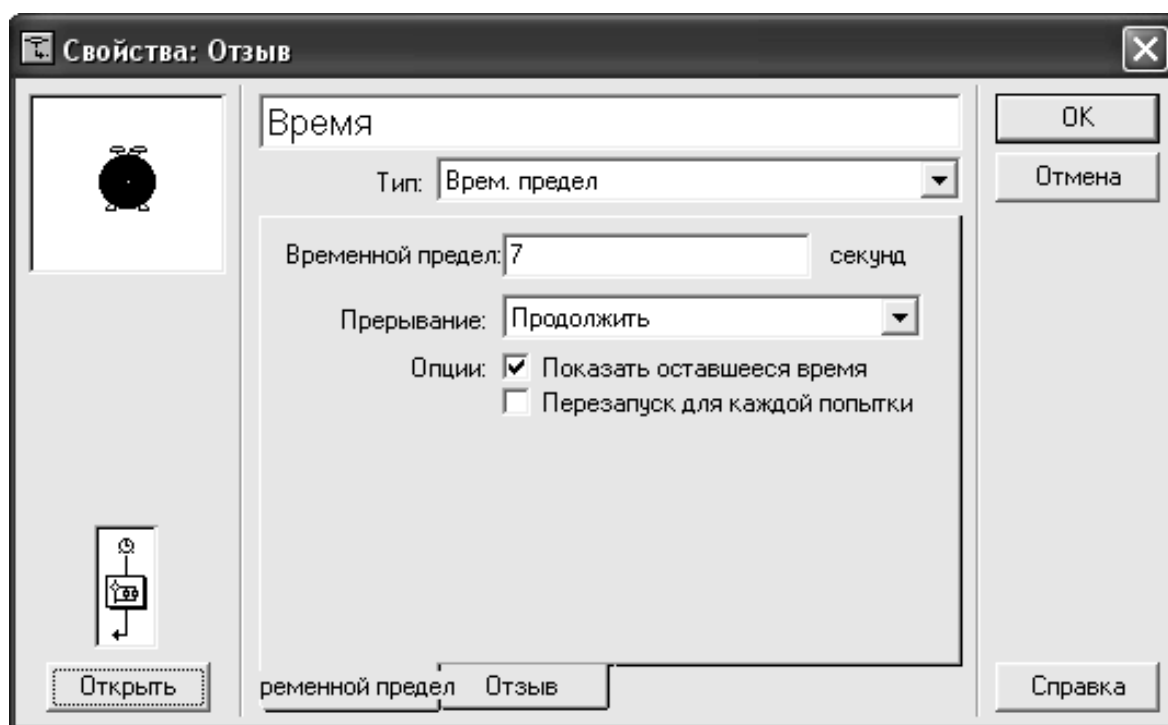 Свойства: Отзыв
Время
OK
Тип: Врем. предел
Отмена
Временной предел: 7 секунд
Прерывание: Продолжить
Опции: Показать оставшееся время
Перезапуск для каждой попытки
Открыть
ременной предел
Отзыв
Справка